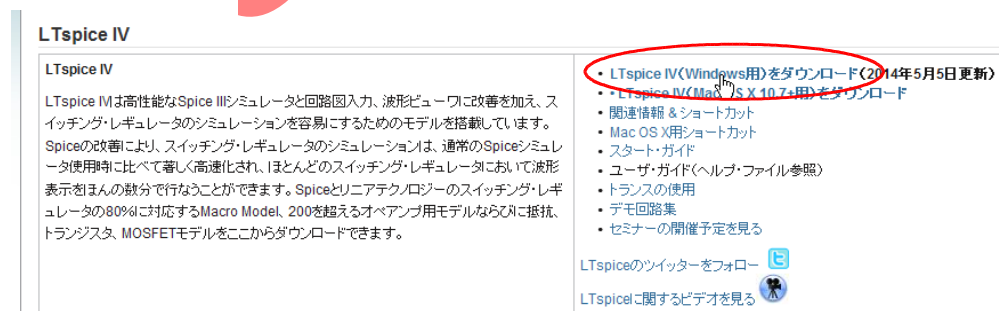 LTspice IV
LTspice IV
LTspice IVは高性能なSpice IIIシミュレータと回路図入力、波形ビューワに改善を加え、ス
イッチング・レギュレータのシミュレーションを容易にするためのモデルを搭載しています。
Spiceの改善により、スイッチング・レギュレータのシミュレーションは、通常のSpiceシミュレ
ータ使用時に比べて著しく高速化され、ほとんどのスイッチング・レギュレータにおいて波形
表示をほんの数分で行なうことができます。Spiceとリニアテクノロジーのスイッチング・レギ
ュレータの80%に対応するMacro Model、200を超えるオペアンプ用モデルならびに抵抗、
トランジスタ、MOSFETモデルをここからダウンロードできます。
• LTspice IV(Windows用)をダウンロード(2014年5月5日更新)
• • LTspice IV(Mac OS X 10.7+用)をダウンロード
• 関連情報 & ショートカット
• Mac OS X用ショートカット
• スタート・ガイド
• ユーザ・ガイド(ヘルプ・ファイル参照)
• トランスの使用
• デモ回路集
• セミナーの開催予定を見る
LTspiceのツイッターをフォロー
LTspiceに関するビデオを見る